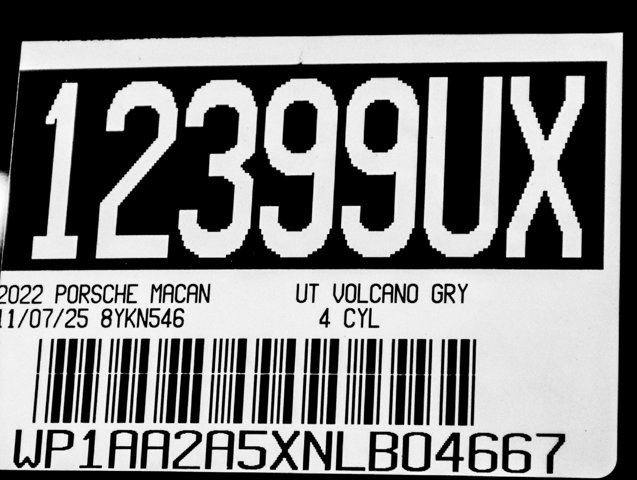 12399UX
2022 PORSCHE MACAN UT VOLCANO GRY
11/07/25 8YKN546 4 CYL
WP1AA2A5XNLB04667